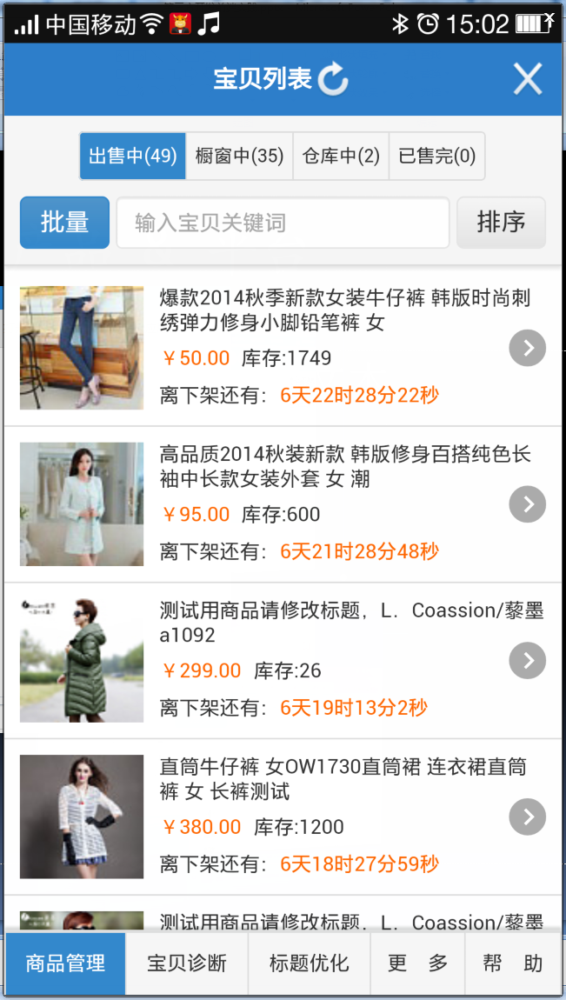 中国移动 15:02
宝贝列表
出售中(49) 橱窗中(35) 仓库中(2) 已售完(0)
批量 输入宝贝关键词 排序
爆款2014秋季新款女装牛仔裤 韩版时尚刺
绣弹力修身小脚铅笔裤 女
￥50.00 库存:1749
离下架还有：6天22时28分22秒
高品质2014秋装新款 韩版修身百搭纯色长
袖中长款女装外套 女 潮
￥95.00 库存:600
离下架还有：6天21时28分48秒
测试用商品请修改标题，L．Coassion/藜墨
a1092
￥299.00 库存:26
离下架还有：6天19时13分2秒
直筒牛仔裤 女OW1730直筒裙 连衣裙直筒
裤 女 长裤测试
￥380.00 库存:1200
离下架还有：6天18时27分59秒
测试用商品请修改标题，L．Coassion/藜墨
商品管理 宝贝诊断 标题优化 更 多 帮 助